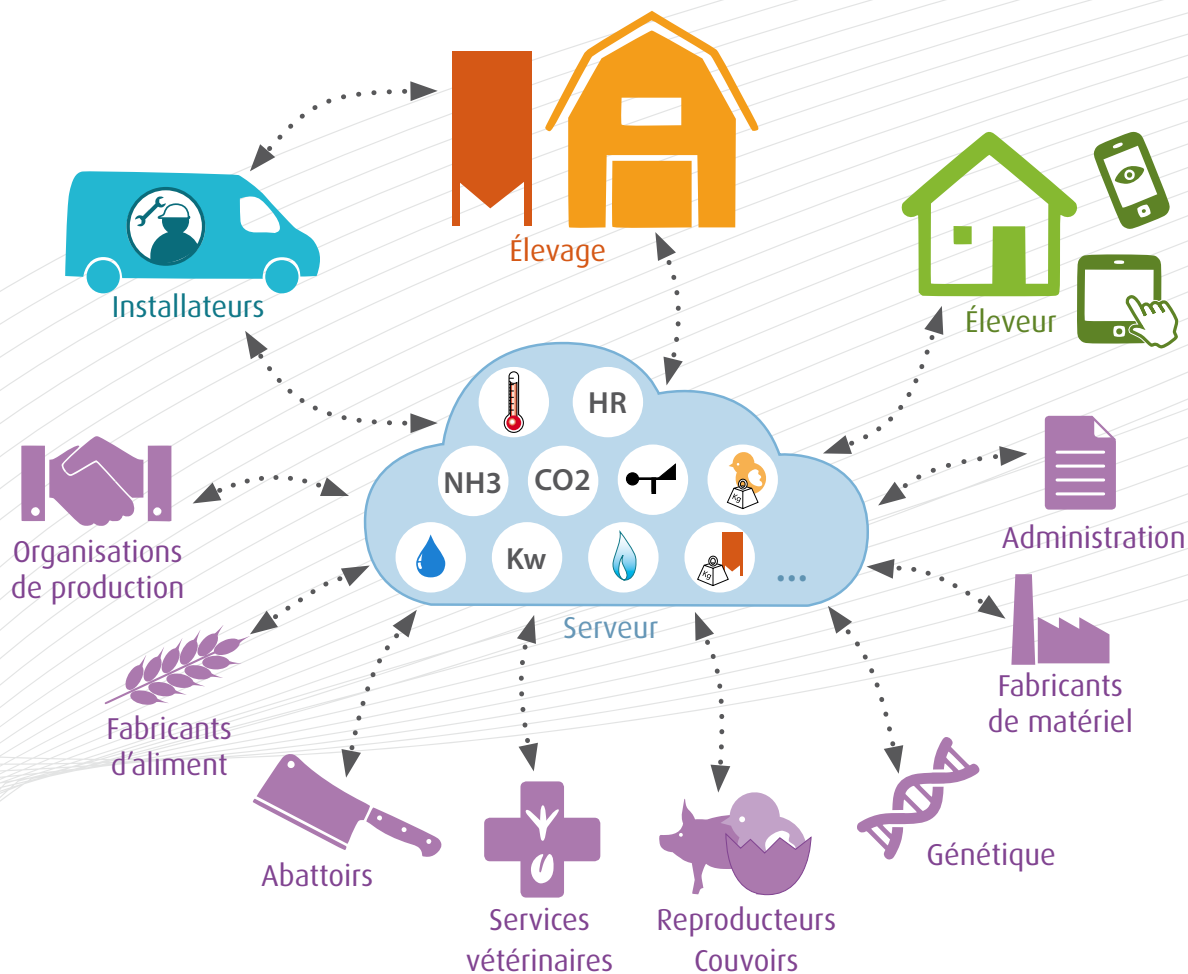 Élevage
Installateurs
Éleveur
HR
NH3
CO2
Kg
Kw
Kg
...
Serveur
Organisations
de production
Administration
Fabricants
d'aliment
Fabricants
de matériel
Abattoirs
Services
vétérinaires
Reproducteurs
Couvoirs
Génétique